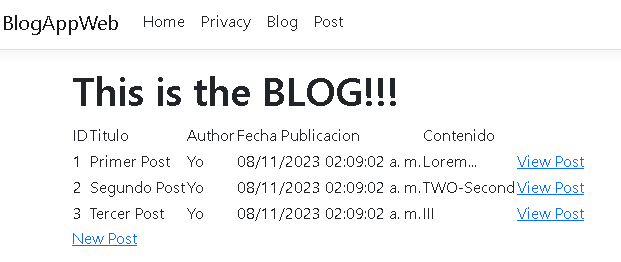 BlogAppWeb Home Privacy Blog Post
This is the BLOG!!!
ID Titulo Author Fecha Publicacion Contenido
1 Primer Post Yo 08/11/2023 02:09:02 a. m. Lorem... View Post
2 Segundo Post Yo 08/11/2023 02:09:02 a. m. TWO-Second View Post
3 Tercer Post Yo 08/11/2023 02:09:02 a. m. III View Post
New Post